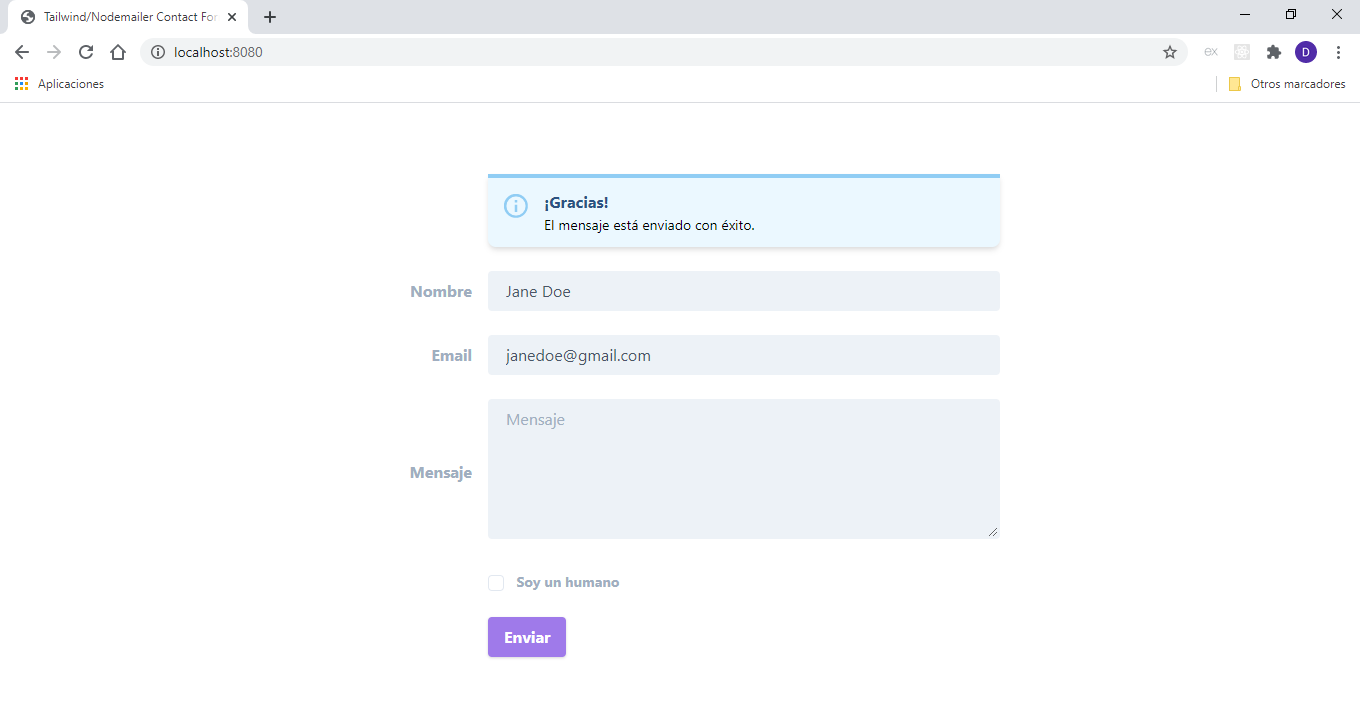 Tailwind/Nodemailer Contact For
localhost:8080
ex
D
Aplicaciones
Otros marcadores
¡Gracias!
El mensaje está enviado con éxito.
Nombre
Jane Doe
Email
janedoe@gmail.com
Mensaje
Mensaje
Soy un humano
Enviar